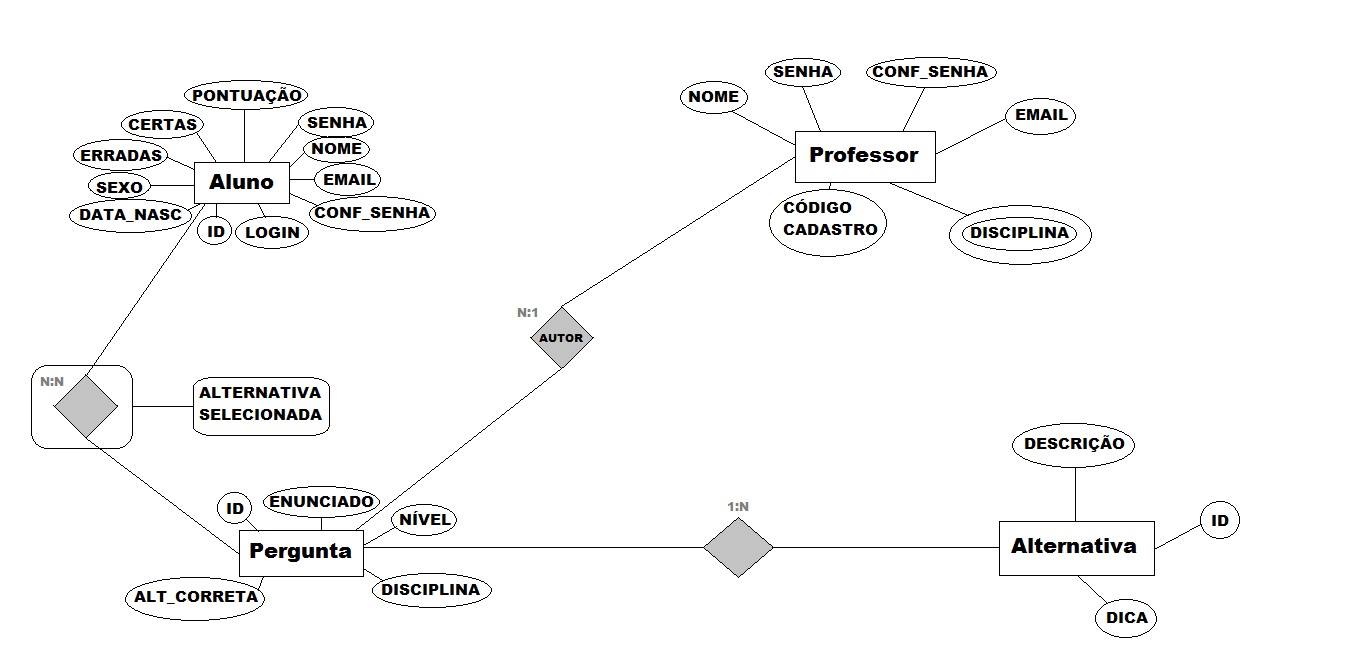 SENHA
CONF_SENHA
NOME
EMAIL
Professor
CÓDIGO
CADASTRO
DISCIPLINA
PONTUAÇÃO
CERTAS
SENHA
ERRADAS
NOME
SEXO
Aluno
EMAIL
DATA_NASC
CONF_SENHA
ID
LOGIN
N:1
AUTOR
N:N
ALTERNATIVA
SELECIONADA
DESCRIÇÃO
ID
ENUNCIADO
NÍVEL
1:N
ID
Pergunta
Alternativa
ALT_CORRETA
DISCIPLINA
DICA